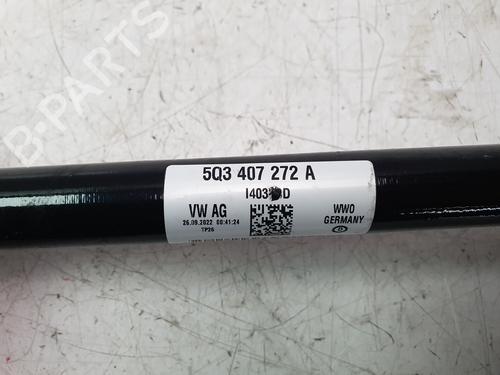 B-PARTS
5Q3 407 272 A
VW AG
26.09.2022 00:41:24
TP26
WWO
GERMANY